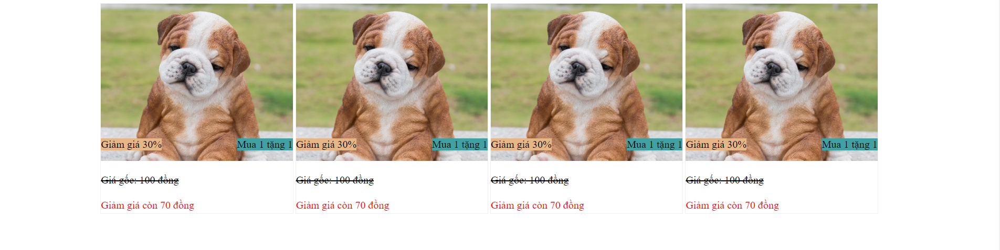 Giảm giá 30% Mua 1 tặng 1 Giảm giá 30% Mua 1 tặng 1 Giảm giá 30% Mua 1 tặng 1 Giảm giá 30% Mua 1 tặng 1
Giá gốc: 100 đồng Giá gốc: 100 đồng Giá gốc: 100 đồng Giá gốc: 100 đồng
Giảm giá còn 70 đồng Giảm giá còn 70 đồng Giảm giá còn 70 đồng Giảm giá còn 70 đồng